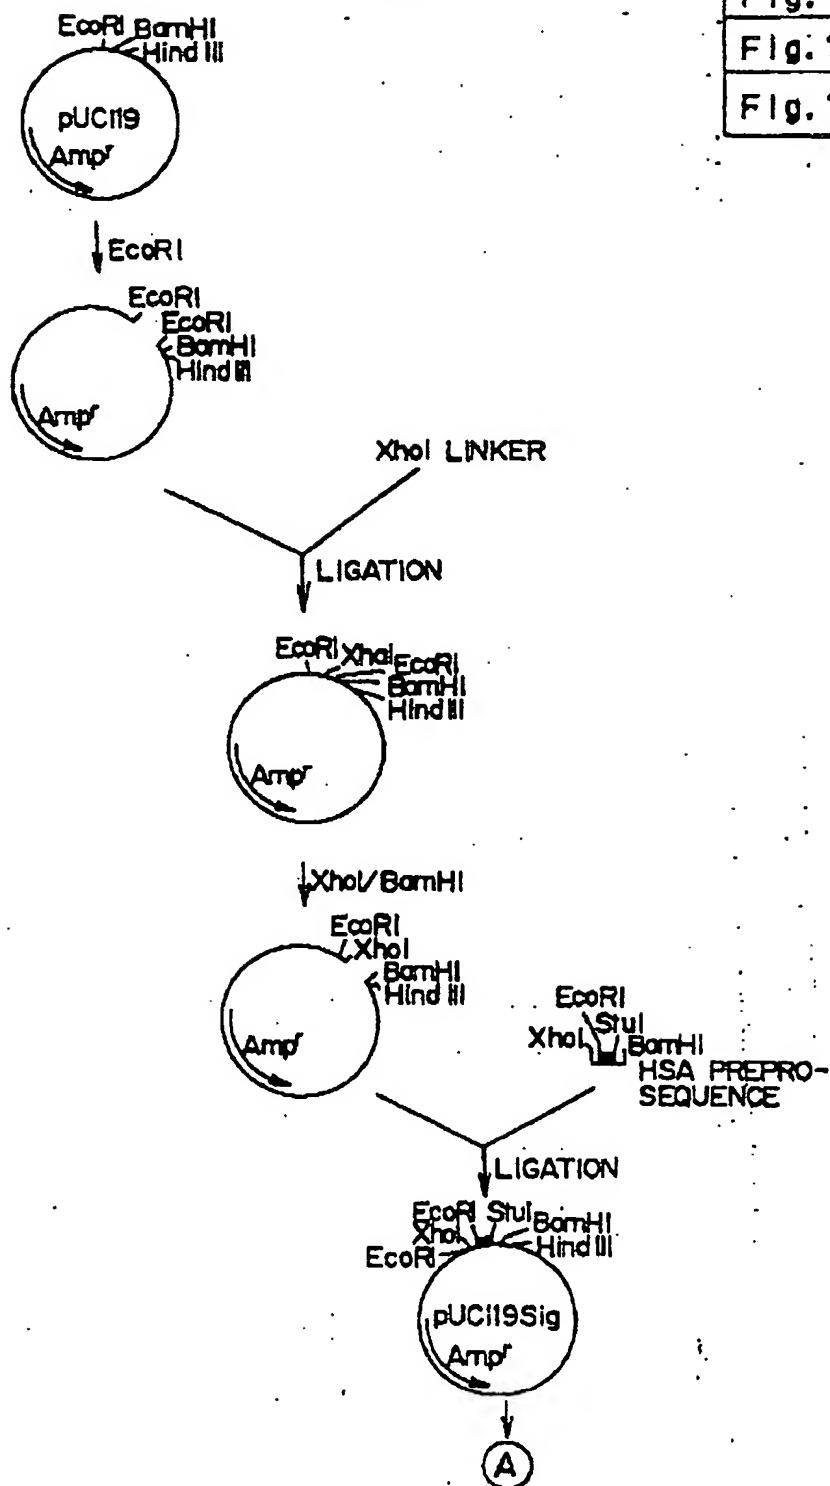 Fig.
Fig.
Fig.
EcoRI BamHI
Hind III
pUC119
Ampr
EcoRI
EcoRI
EcoRI
BamHI
Hind III
Ampr
XhoI LINKER
LIGATION
EcoRI XhoI EcoRI
BamHI
Hind III
Ampr
XhoI/BamHI
EcoRI
XhoI
BamHI
Hind III
Ampr
EcoRI
StuI
XhoI BamHI
HSA PREPRO-
SEQUENCE
LIGATION
EcoRI StuI BamHI
XhoI Hind III
EcoRI
pUC119Sig
Ampr
A